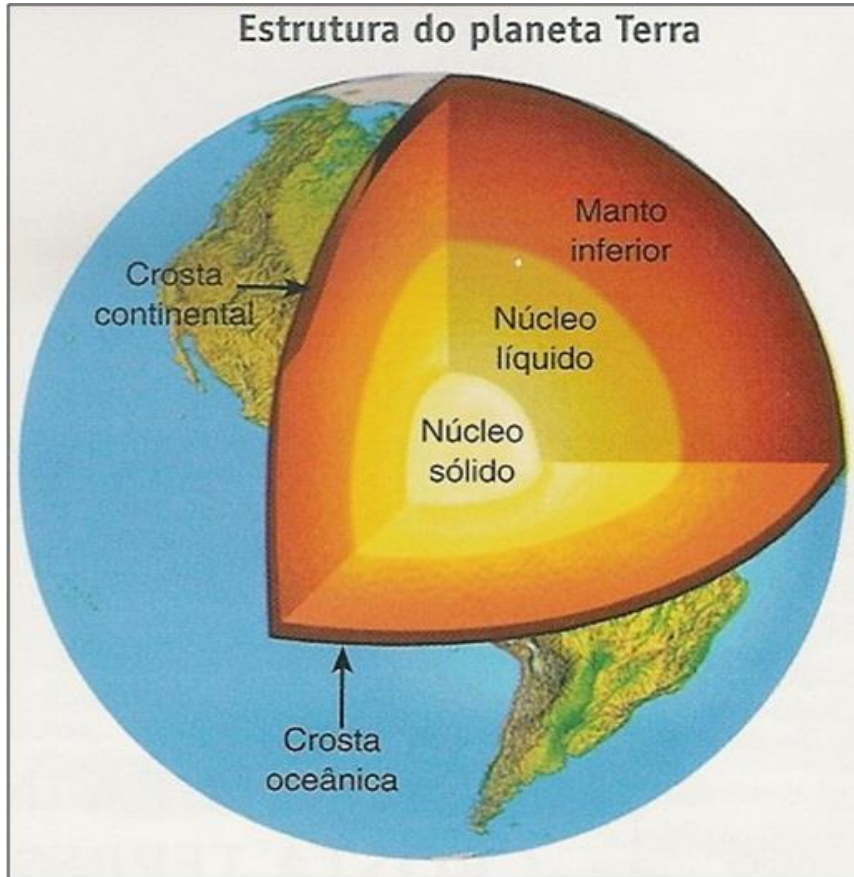 Estrutura do planeta Terra
Manto
inferior
Crosta
continental
Núcleo
líquido
Núcleo
sólido
Crosta
oceânica